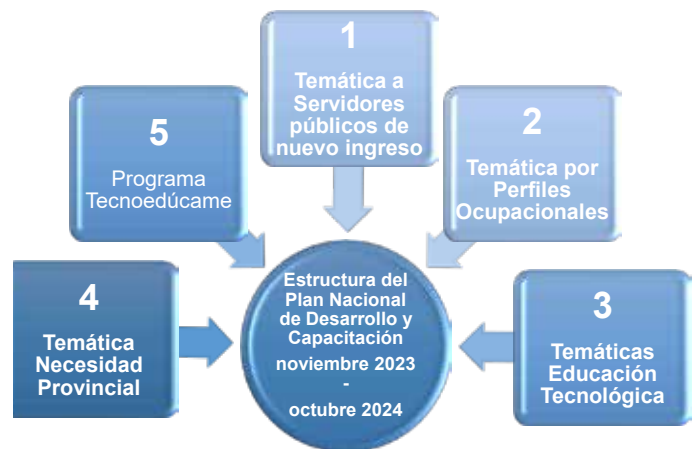 1
Temática a
Servidores
públicos de
nuevo ingreso
2
Temática por
Perfiles
Ocupacionales
3
Temáticas
Educación
Tecnológica
4
Temática
Necesidad
Provincial
5
Programa
Tecnoedúcame
Estructura del
Plan Nacional
de Desarrollo y
Capacitación
noviembre 2023
-
octubre 2024